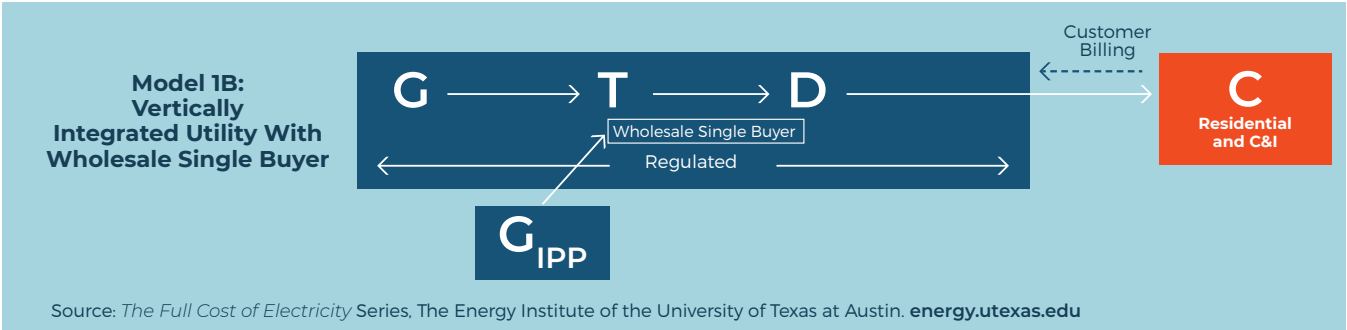 Model 1B:
Vertically
Integrated Utility With
Wholesale Single Buyer
G
T
D
Wholesale Single Buyer
Regulated
G IPP
Customer
Billing
C
Residential
and C&I
Source: The Full Cost of Electricity Series, The Energy Institute of the University of Texas at Austin. energy.utexas.edu